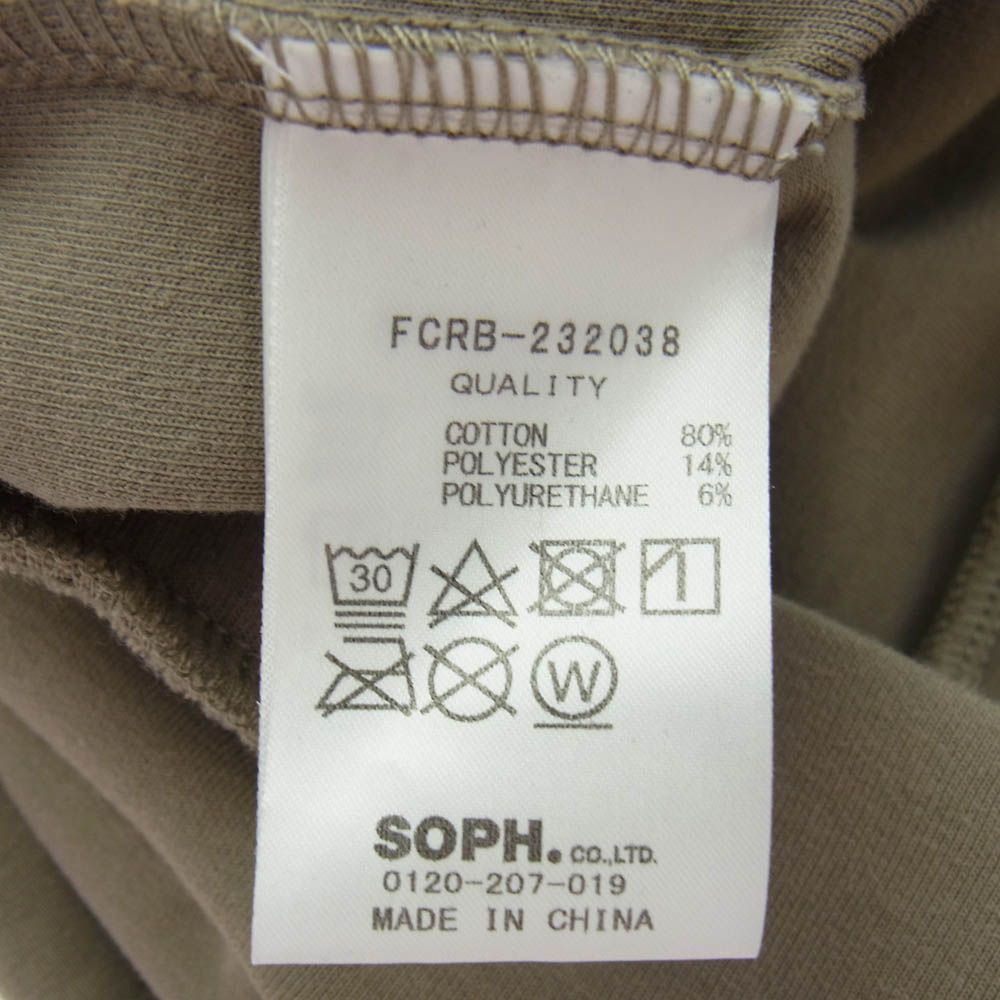 FCRB-232038
QUALITY
COTTON 80%
POLYESTER 14%
POLYURETHANE 6%
30
W
SOPH. CO.,LTD.
0120-207-019
MADE IN CHINA